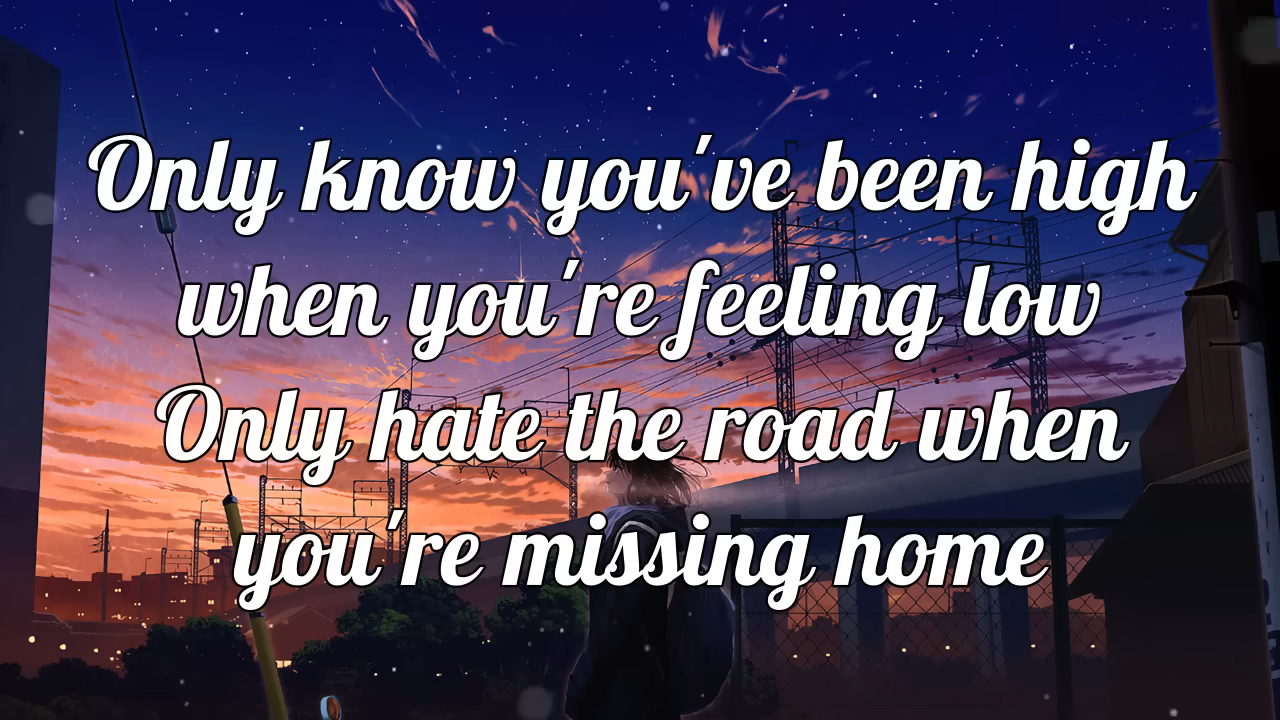 Only know you've been high
when you're feeling low
Only hate the road when
you're missing home